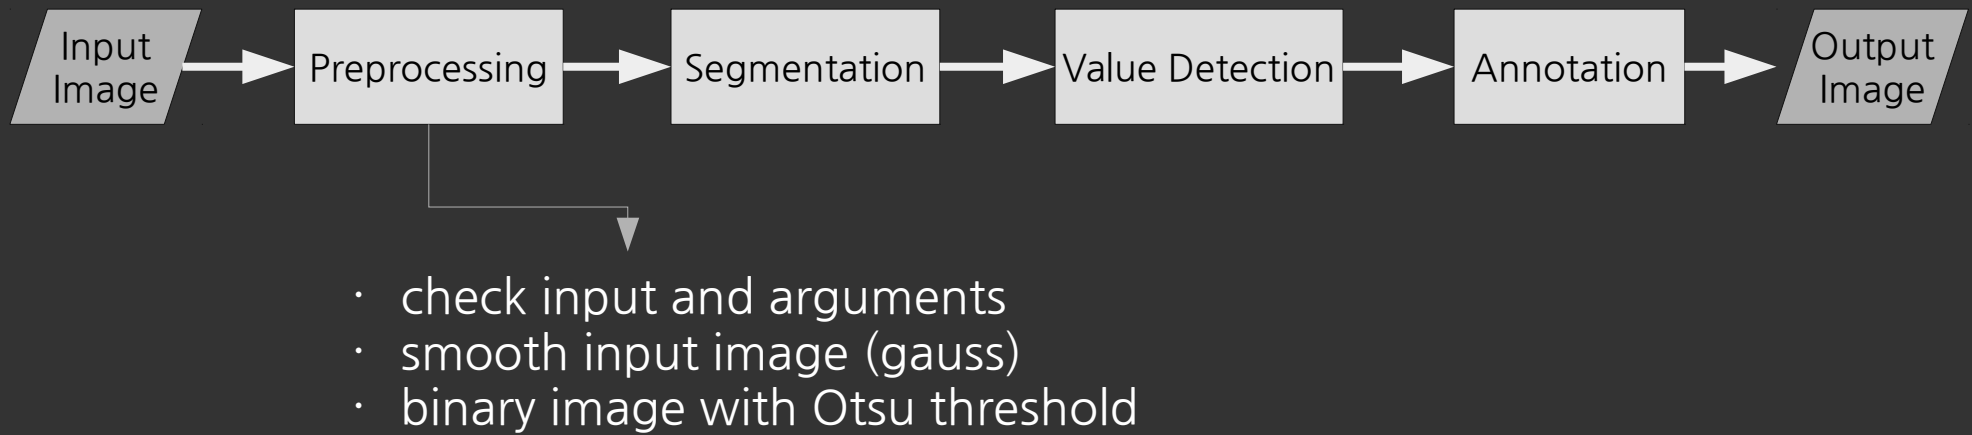 Input
Image
Preprocessing
Segmentation
Value Detection
Annotation
Output
Image
· check input and arguments
· smooth input image (gauss)
· binary image with Otsu threshold